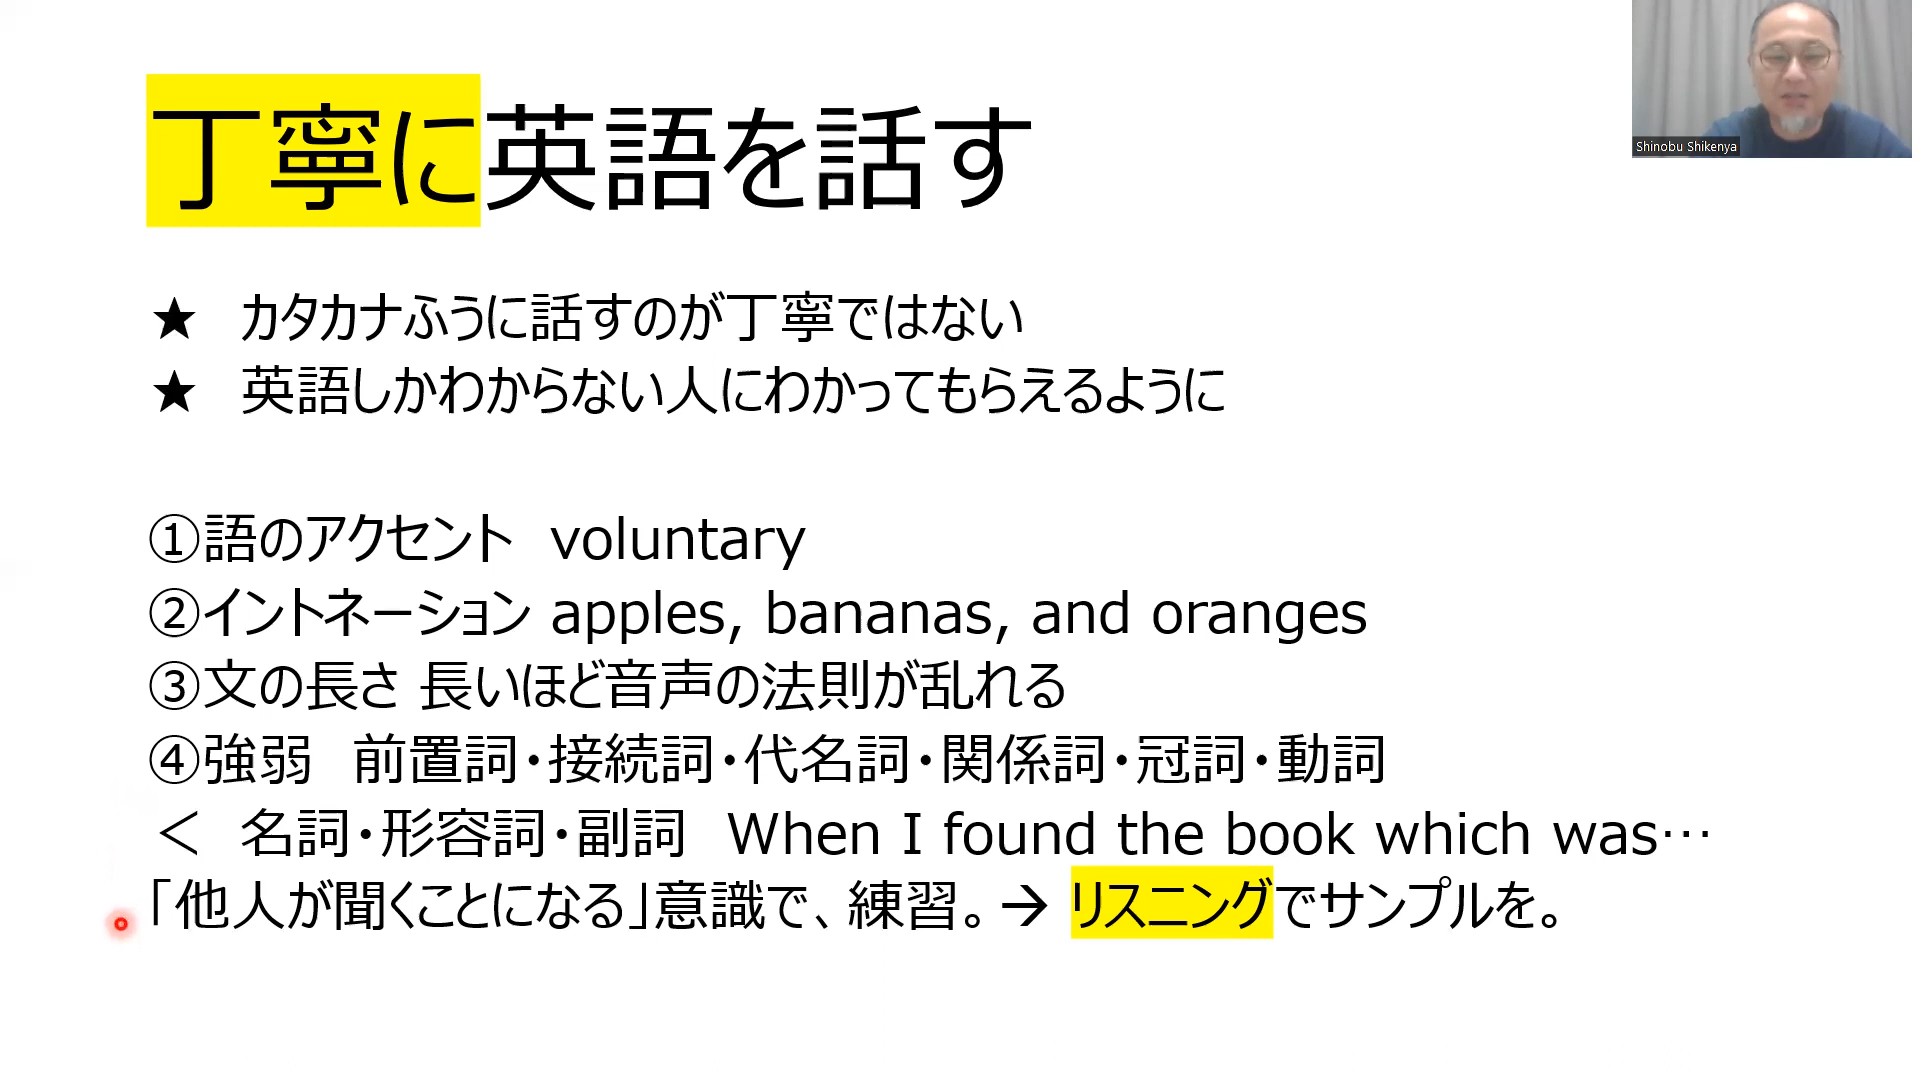 Shinobu Shikenya
丁寧に英語を話す
★　カタカナふうに話すのが丁寧ではない
★　英語しかわからない人にわかってもらえるように
①語のアクセント　voluntary
②イントネーション apples, bananas, and oranges
③文の長さ 長いほど音声の法則が乱れる
④強弱　前置詞・接続詞・代名詞・関係詞・冠詞・動詞
＜　名詞・形容詞・副詞　When I found the book which was…
「他人が聞くことになる」意識で、練習。→ リスニングでサンプルを。